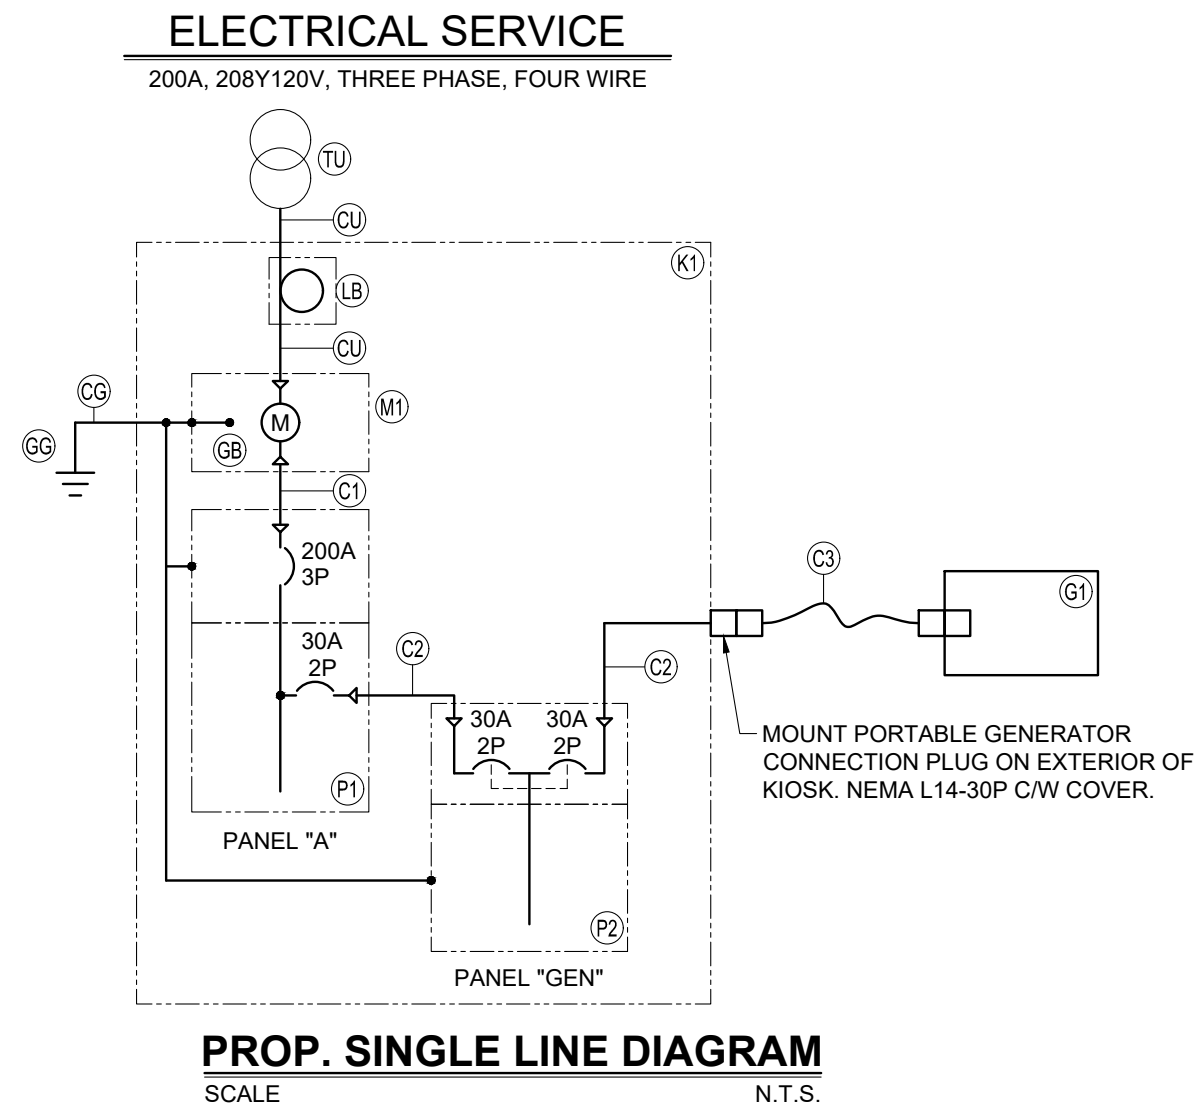 ELECTRICAL SERVICE
200A, 208Y120V, THREE PHASE, FOUR WIRE
TU
CU
K1
LB
CU
CG
M1
M
GG
GB
C1
200A
3P
C3
G1
30A
2P
C2
C2
30A
2P
30A
2P
MOUNT PORTABLE GENERATOR
CONNECTION PLUG ON EXTERIOR OF
KIOSK. NEMA L14-30P C/W COVER.
P1
PANEL "A"
P2
PANEL "GEN"
PROP. SINGLE LINE DIAGRAM
SCALE N.T.S.